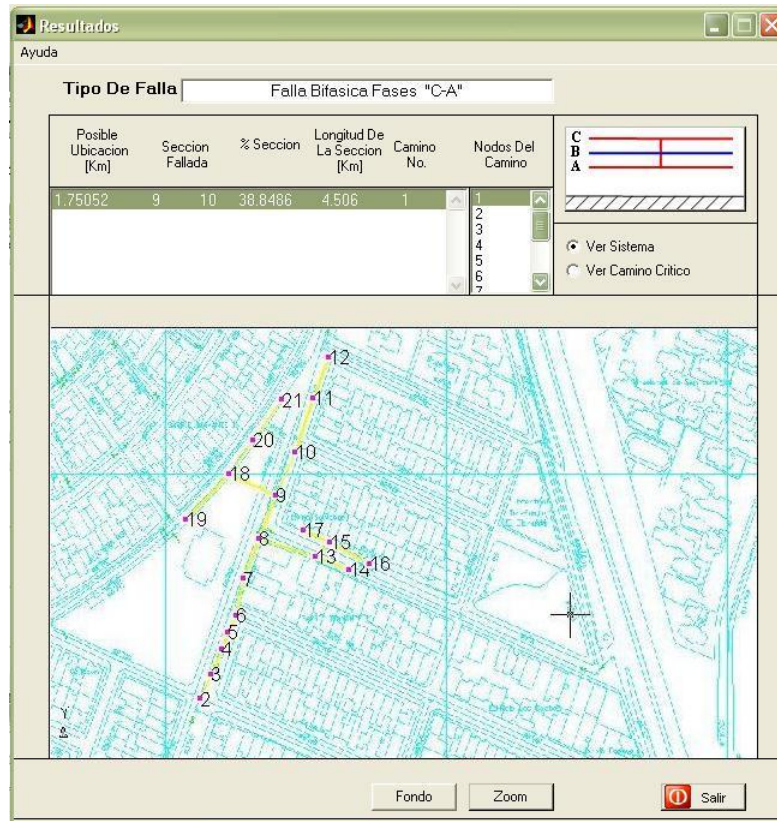 Resultados
Ayuda
Tipo De Falla Falla Bifasica Fases "C-A"
Posible Ubicacion [Km]
Seccion Fallada
% Seccion
Longitud De La Seccion [Km]
Camino No.
Nodos Del Camino
1.75052 9 10 38.8486 4.506 1
1
2
3
4
5
6
7
C
B
A
Ver Sistema
Ver Camino Critico
12
21
11
20
10
18
9
19
17
8
15
13
16
14
7
6
5
4
3
2
Y
Fondo
Zoom
Salir